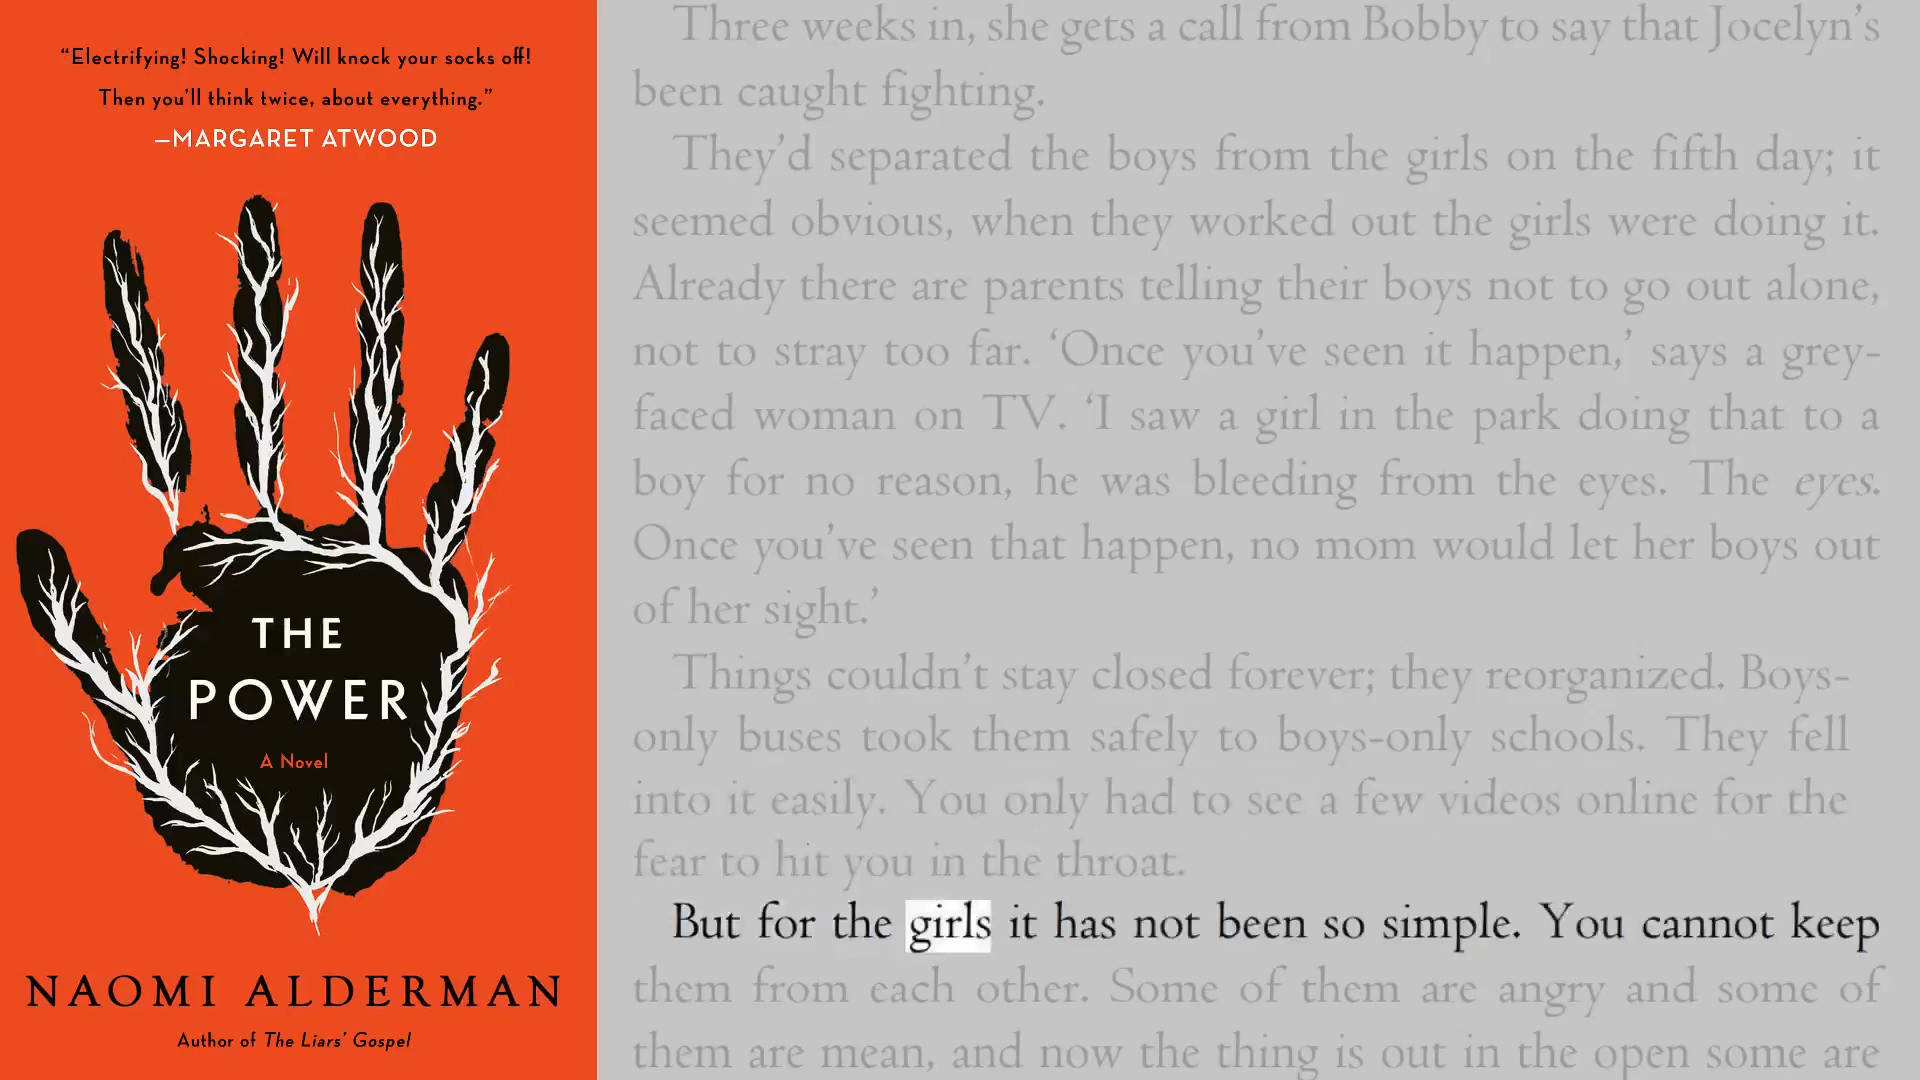 “Electrifying! Shocking! Will knock your socks off!
Then you’ll think twice, about everything.”
—MARGARET ATWOOD
THE
POWER
A Novel
NAOMI ALDERMAN
Author of The Liars’ Gospel
Three weeks in, she gets a call from Bobby to say that Jocelyn’s
been caught fighting.
They’d separated the boys from the girls on the fifth day; it
seemed obvious, when they worked out the girls were doing it.
Already there are parents telling their boys not to go out alone,
not to stray too far. ‘Once you’ve seen it happen,’ says a grey-
faced woman on TV. ‘I saw a girl in the park doing that to a
boy for no reason, he was bleeding from the eyes. The eyes.
Once you’ve seen that happen, no mom would let her boys out
of her sight.’
Things couldn’t stay closed forever; they reorganized. Boys-
only buses took them safely to boys-only schools. They fell
into it easily. You only had to see a few videos online for the
fear to hit you in the throat.
But for the girls it has not been so simple. You cannot keep
them from each other. Some of them are angry and some of
them are mean, and now the thing is out in the open some are